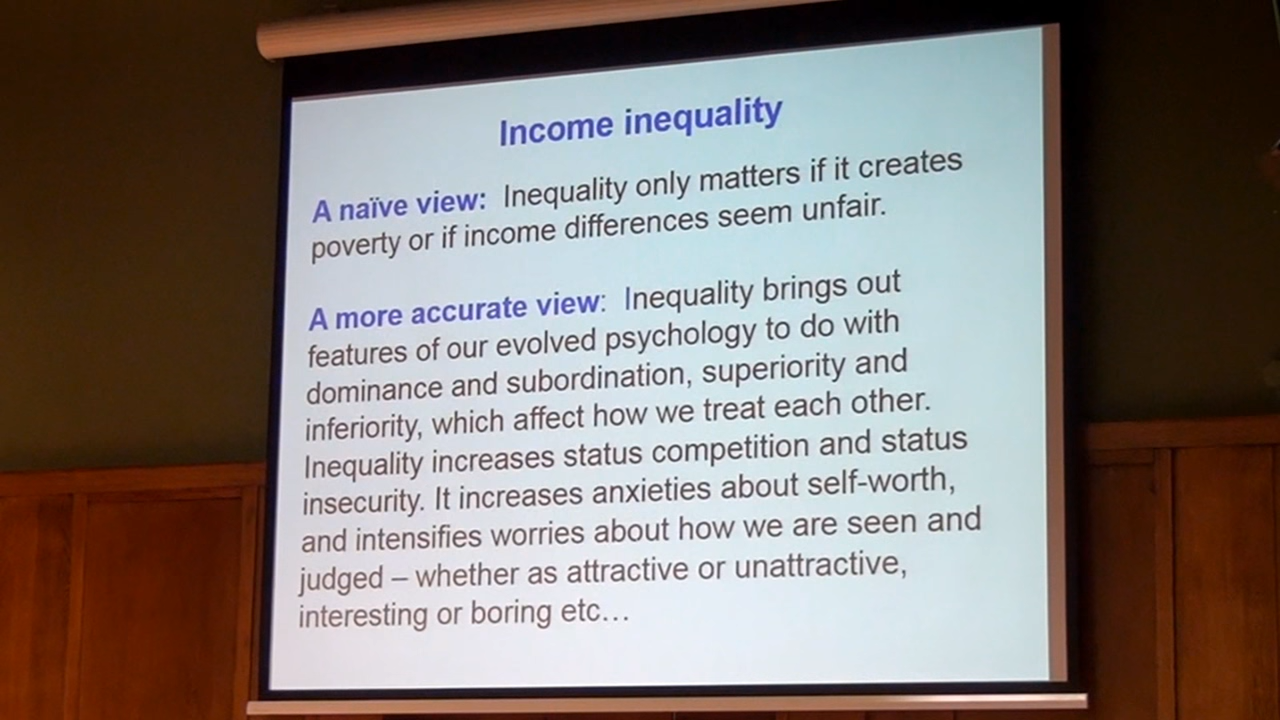 Income inequality
A naïve view: Inequality only matters if it creates
poverty or if income differences seem unfair.
A more accurate view: Inequality brings out
features of our evolved psychology to do with
dominance and subordination, superiority and
inferiority, which affect how we treat each other.
Inequality increases status competition and status
insecurity. It increases anxieties about self-worth,
and intensifies worries about how we are seen and
judged – whether as attractive or unattractive,
interesting or boring etc…